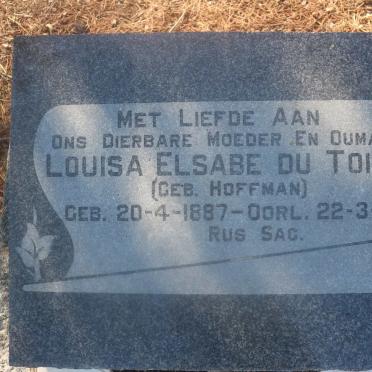 MET LIEFDE AAN
ONS DIERBARE MOEDER EN OUMA
LOUISA ELSABE DU TOI
(GEB. HOFFMAN)
GEB. 20-4-1887 - OORL. 22-3-
RUS SAG.